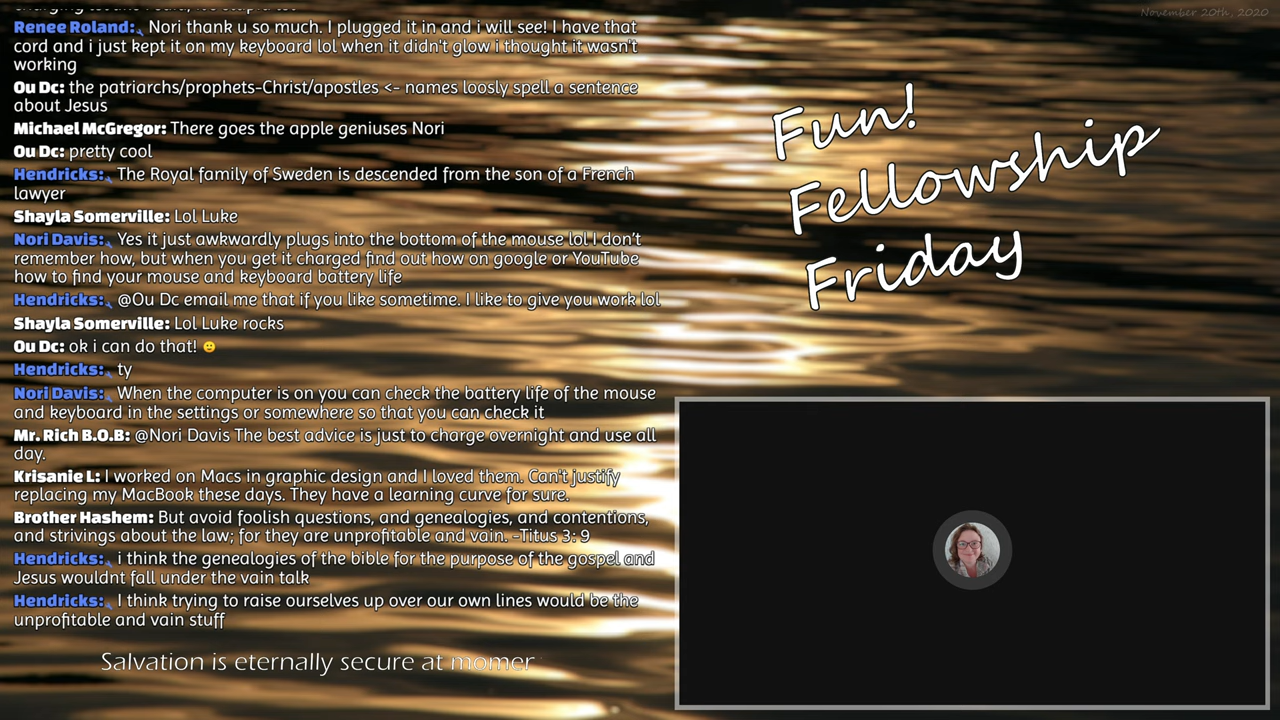 November 20th, 2020
Renee Roland: Nori thank u so much. I plugged it in and i will see! I have that
cord and i just kept it on my keyboard lol when it didn't glow i thought it wasn't
working
Ou Dc: the patriarchs/prophets-Christ/apostles <- names loosly spell a sentence
about Jesus
Michael McGregor: There goes the apple geniuses Nori
Ou Dc: pretty cool
Hendricks: The Royal family of Sweden is descended from the son of a French
lawyer
Shayla Somerville: Lol Luke
Nori Davis: Yes it just awkwardly plugs into the bottom of the mouse lol I don't
remember how, but when you get it charged find out how on google or YouTube
how to find your mouse and keyboard battery life
Hendricks: @Ou Dc email me that if you like sometime. I like to give you work lol
Shayla Somerville: Lol Luke rocks
Ou Dc: ok i can do that! 🙂
Hendricks: ty
Nori Davis: When the computer is on you can check the battery life of the mouse
and keyboard in the settings or somewhere so that you can check it
Mr. Rich B.O.B: @Nori Davis The best advice is just to charge overnight and use all
day.
Krisanie L: I worked on Macs in graphic design and I loved them. Can't justify
replacing my MacBook these days. They have a learning curve for sure.
Brother Hashem: But avoid foolish questions, and genealogies, and contentions,
and strivings about the law; for they are unprofitable and vain. -Titus 3: 9
Hendricks: i think the genealogies of the bible for the purpose of the gospel and
Jesus wouldnt fall under the vain talk
Hendricks: I think trying to raise ourselves up over our own lines would be the
unprofitable and vain stuff
Salvation is eternally secure at momer
Fun!
Fellowship
Friday